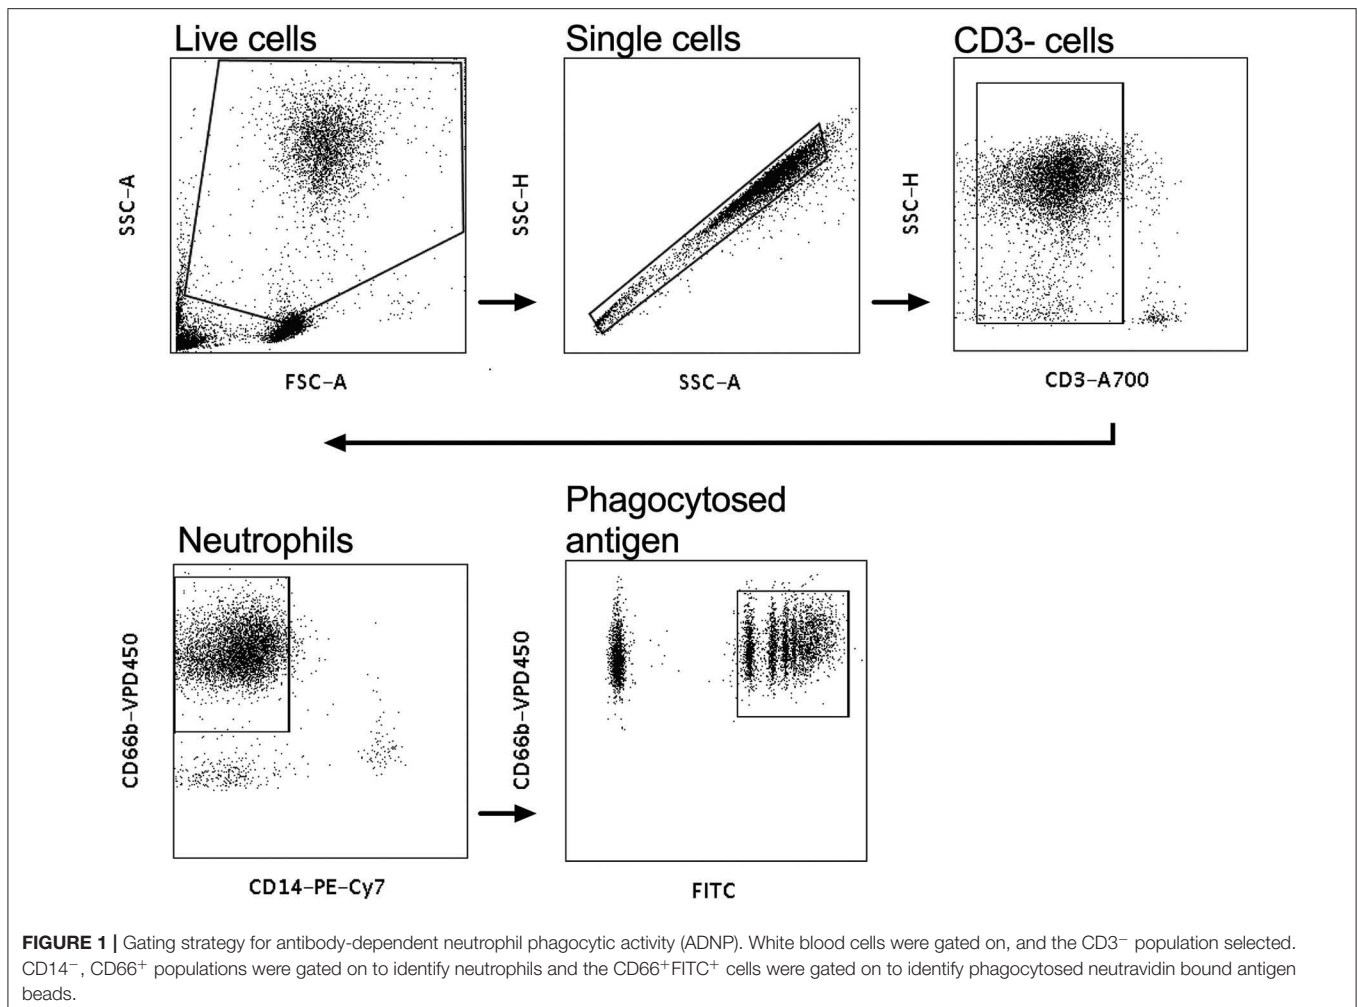 Live cells
Single cells
CD3- cells
SSC-A
SSC-H
SSC-H
FSC-A
SSC-A
CD3-A700
Neutrophils
Phagocytosed
antigen
CD66b-VPD450
CD66b-VPD450
CD14-PE-Cy7
FITC
FIGURE 1 | Gating strategy for antibody-dependent neutrophil phagocytic activity (ADNP). White blood cells were gated on, and the CD3⁻ population selected.
CD14⁻, CD66⁺ populations were gated on to identify neutrophils and the CD66⁺FITC⁺ cells were gated on to identify phagocytosed neutravidin bound antigen
beads.